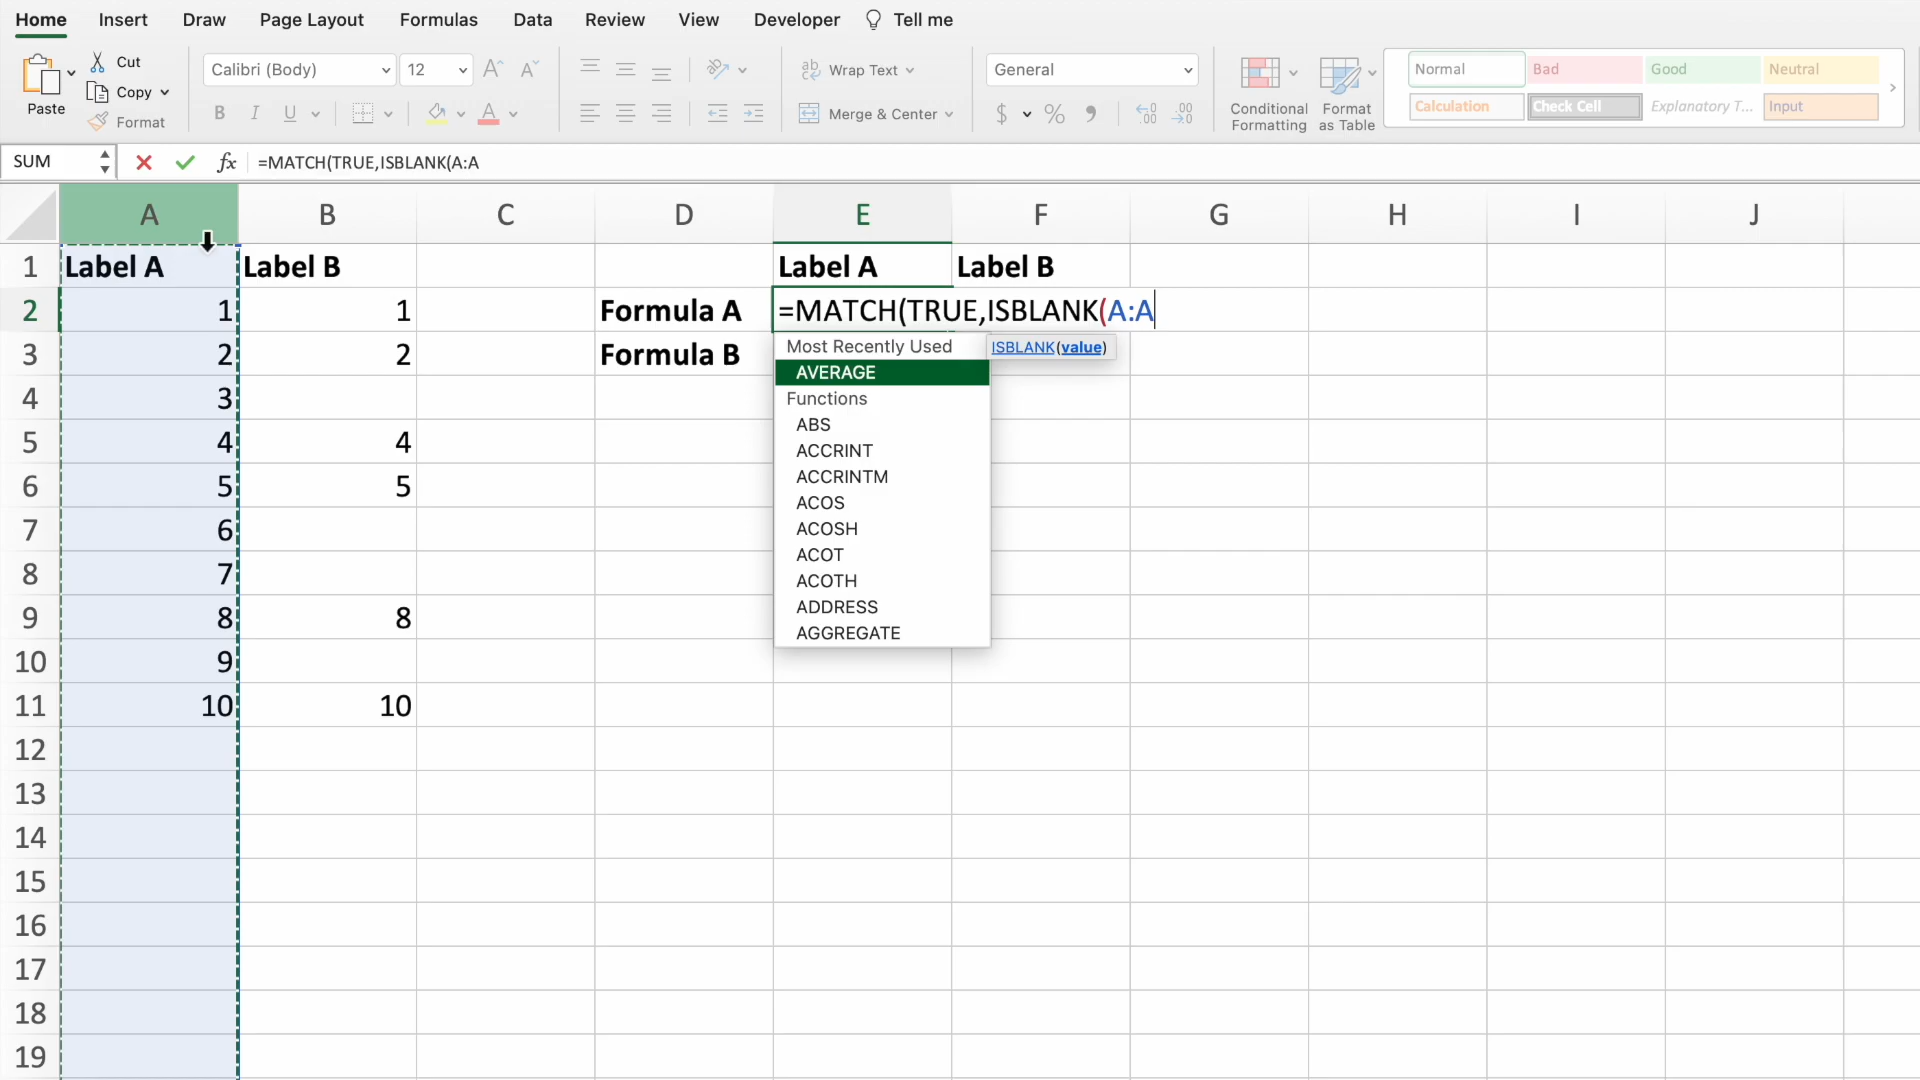 Home Insert Draw Page Layout Formulas Data Review View Developer Tell me
Paste
Cut
Copy
Format
Calibri (Body) 12
B I U A
Wrap Text
Merge & Center
General
$ % 9
Conditional Formatting
Format as Table
Normal Bad Good Neutral
Calculation Check Cell Explanatory T... Input
SUM fx =MATCH(TRUE,ISBLANK(A:A
A B C D E F G H I J
1 Label A Label B Label A Label B
2 1 1 Formula A =MATCH(TRUE,ISBLANK(A:A
3 2 2 Formula B
Most Recently Used ISBLANK(value)
AVERAGE
4 3
Functions
ABS
5 4 4
ACCRINT
ACCRINTM
6 5 5
ACOS
7 6
ACOSH
ACOT
8 7
ACOTH
ADDRESS
9 8 8
AGGREGATE
10 9
11 10 10
12
13
14
15
16
17
18
19